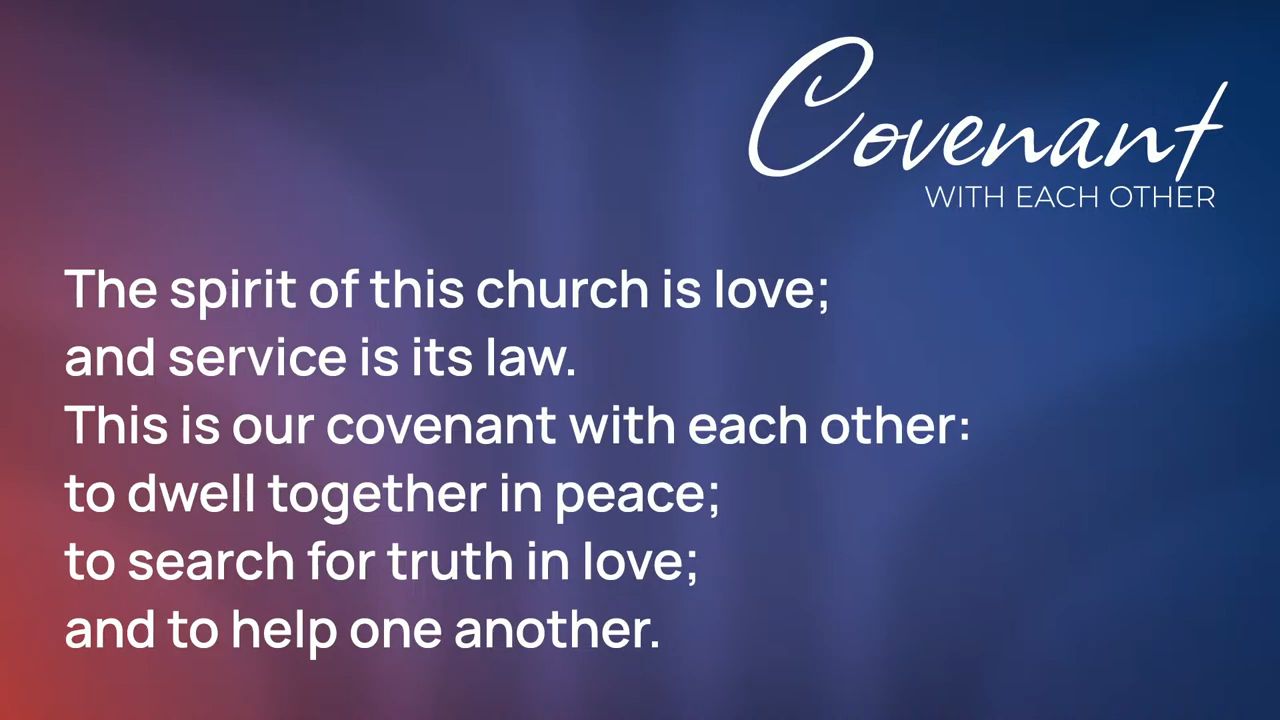 Covenant
WITH EACH OTHER
The spirit of this church is love;
and service is its law.
This is our covenant with each other:
to dwell together in peace;
to search for truth in love;
and to help one another.